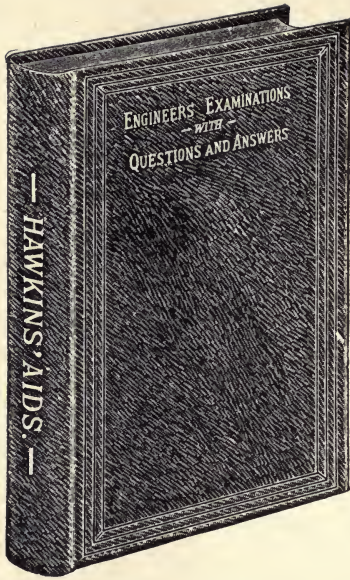 ENGINEERS EXAMINATIONS
— WITH —
QUESTIONS AND ANSWERS
— HAWKINS' AIDS. —